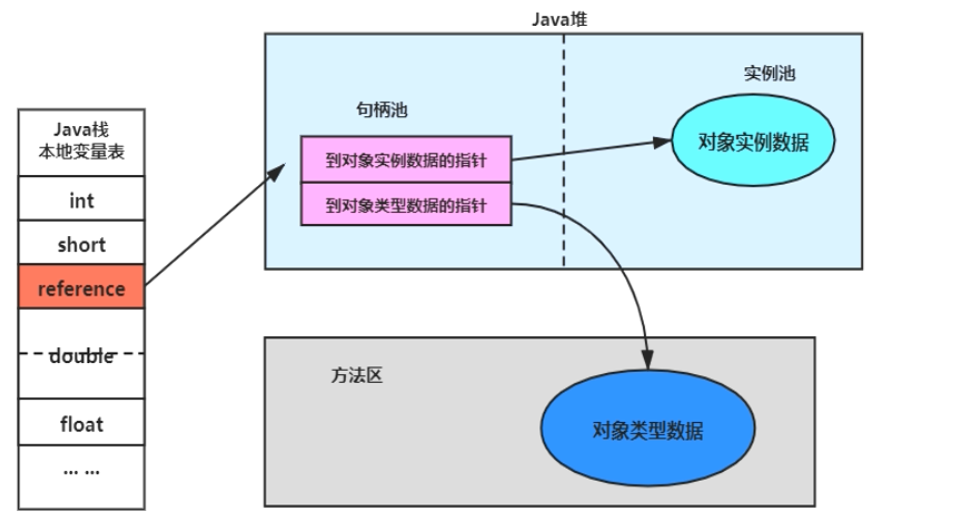 Java堆
实例池
句柄池
对象实例数据
到对象实例数据的指针
到对象类型数据的指针
Java栈
本地变量表
int
short
reference
double
float
... ...
方法区
对象类型数据